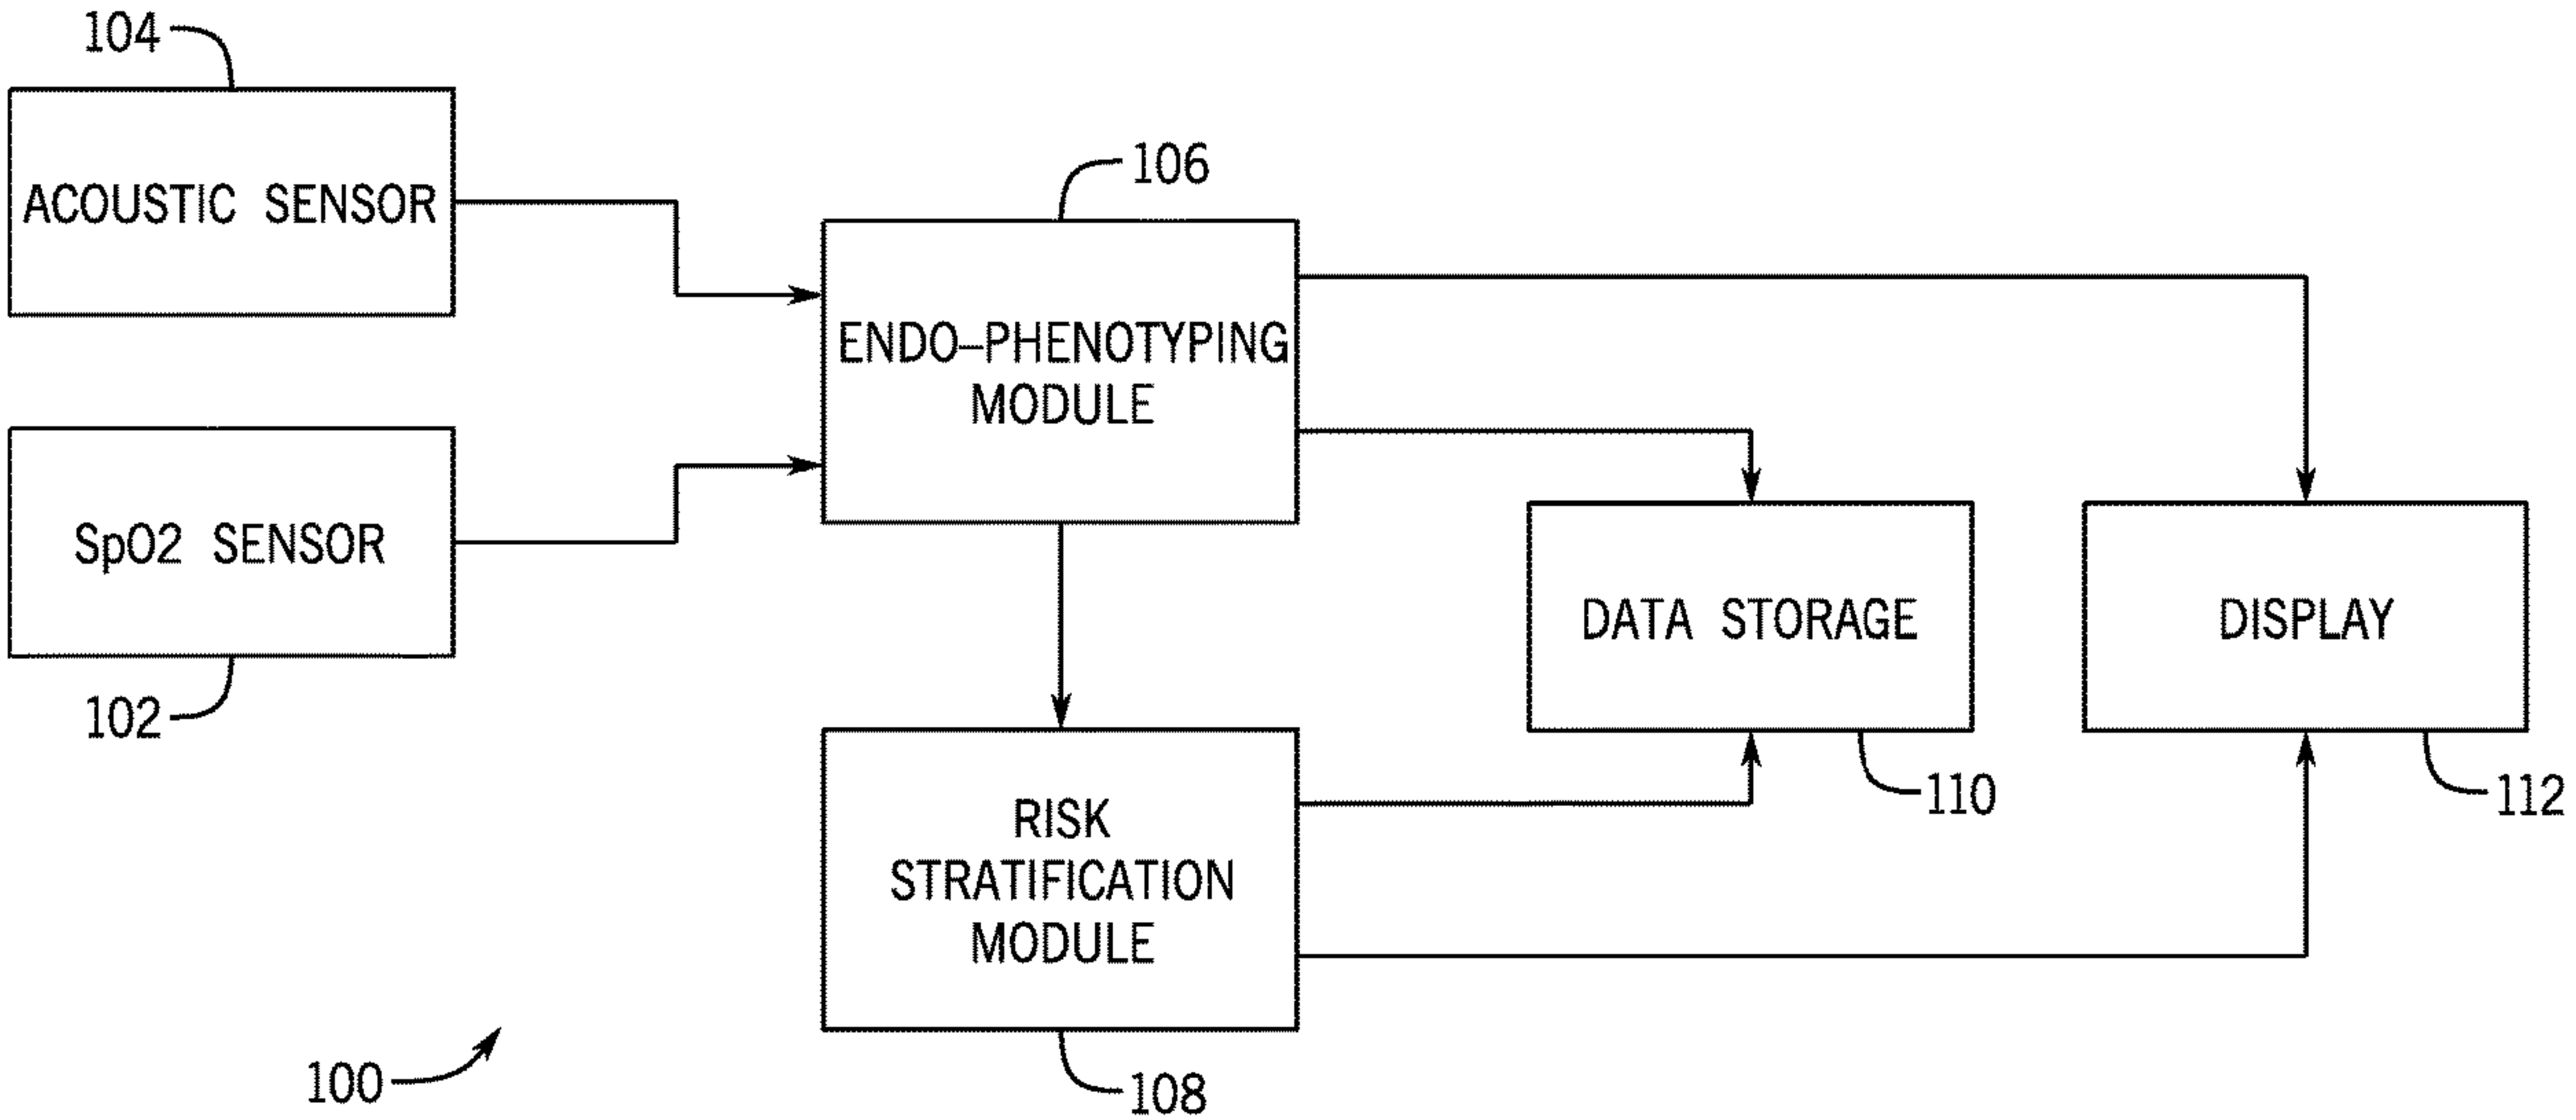 104
ACOUSTIC SENSOR
106
ENDO–PHENOTYPING
MODULE
SpO2 SENSOR
102
DATA STORAGE
110
DISPLAY
112
RISK
STRATIFICATION
MODULE
108
100